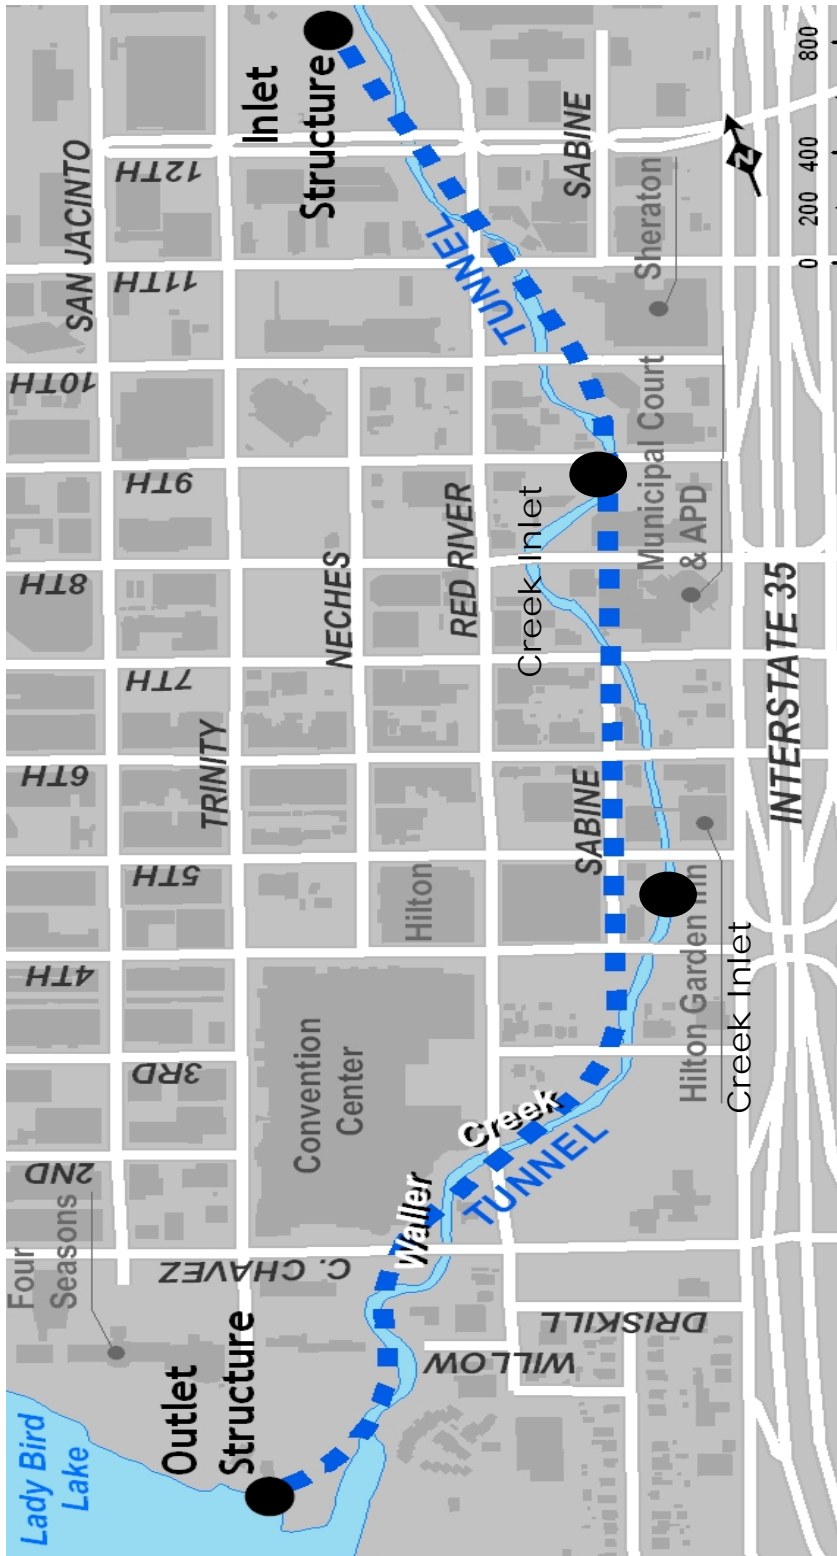 Inlet
Structure
SAN JACINTO
12TH
SABINE
Sheraton
N
800
400
200
0
11TH
TUNNEL
10TH
Municipal Court
& APD
9TH
RED RIVER
Creek Inlet
8TH
NECHES
7TH
TRINITY
6TH
SABINE
INTERSTATE 35
5TH
Hilton
Hilton Garden Inn
Creek Inlet
4TH
3RD
Convention
Center
2ND
Waller
Creek
TUNNEL
C. CHAVEZ
Four
Seasons
DRISKILL
WILLOW
Outlet
Structure
Lady Bird
Lake